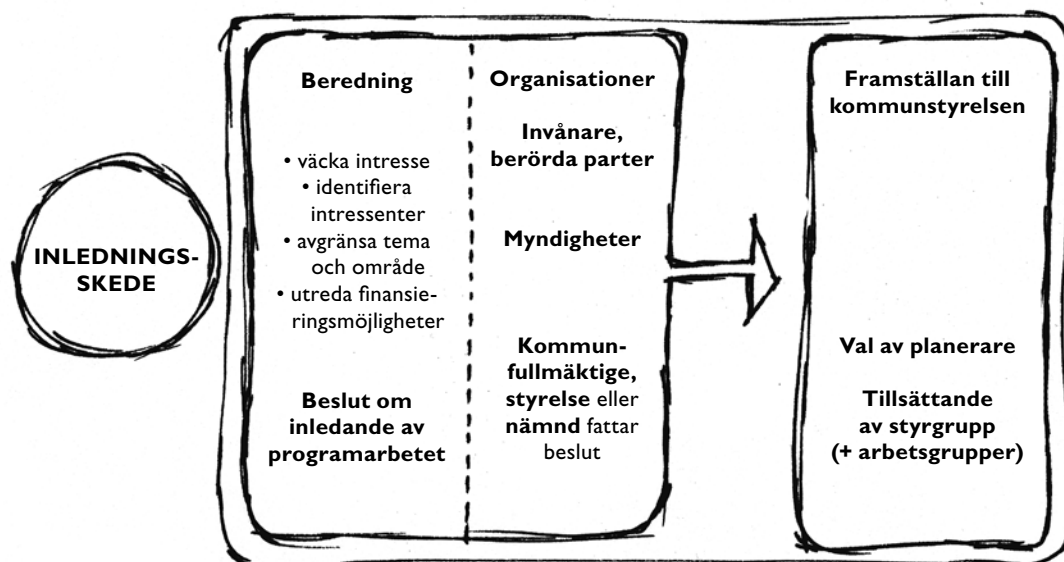 INLEDNINGS-
SKEDE
Beredning
• väcka intresse
• identifiera
intressenter
• avgränsa tema
och område
• utreda finansie-
ringsmöjligheter
Beslut om
inledande av
programarbetet
Organisationer
Invånare,
berörda parter
Myndigheter
Kommun-
fullmäktige,
styrelse eller
nämnd fattar
beslut
Framställan till
kommunstyrelsen
Val av planerare
Tillsättande
av styrgrupp
(+ arbetsgrupper)